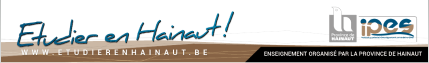 Etudier en Hainaut!
WWW.ETUDIERENHAINAUT.BE
Province de
HAINAUT
ipes
ENSEIGNEMENT ORGANISÉ PAR LA PROVINCE DE HAINAUT